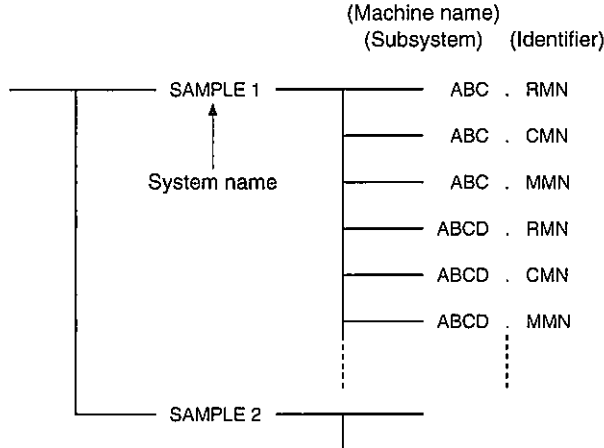 (Machine name)
(Subsystem) (Identifier)
SAMPLE 1 ABC . RMN
ABC . CMN
System name ABC . MMN
ABCD . RMN
ABCD . CMN
ABCD . MMN
SAMPLE 2